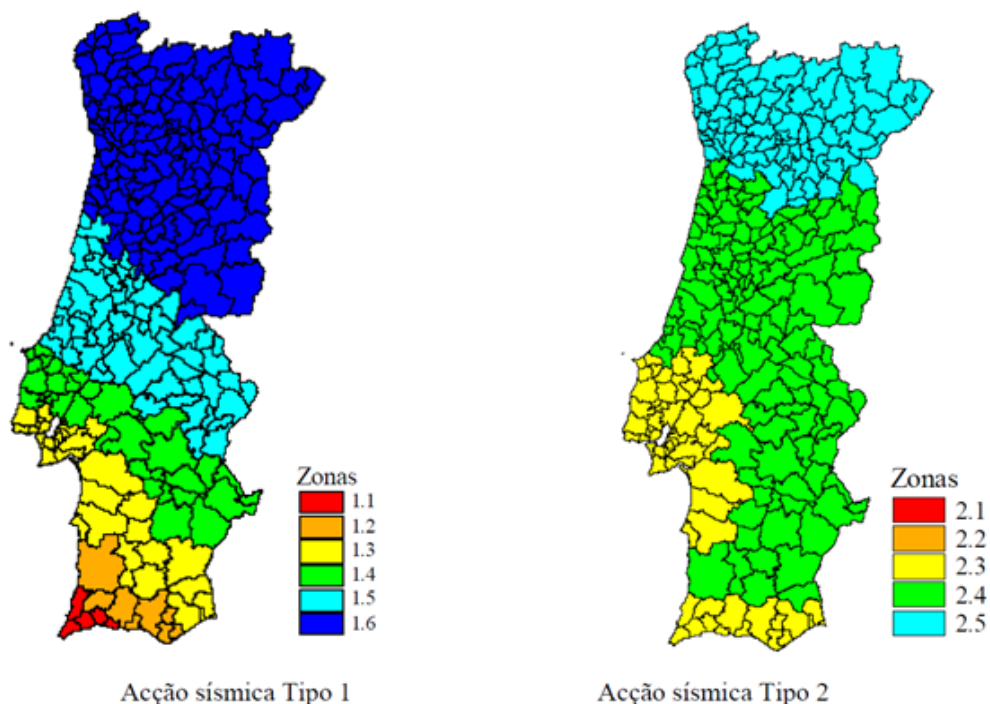 Zonas
1.1
1.2
1.3
1.4
1.5
1.6
Zonas
2.1
2.2
2.3
2.4
2.5
Acção sísmica Tipo 1
Acção sísmica Tipo 2